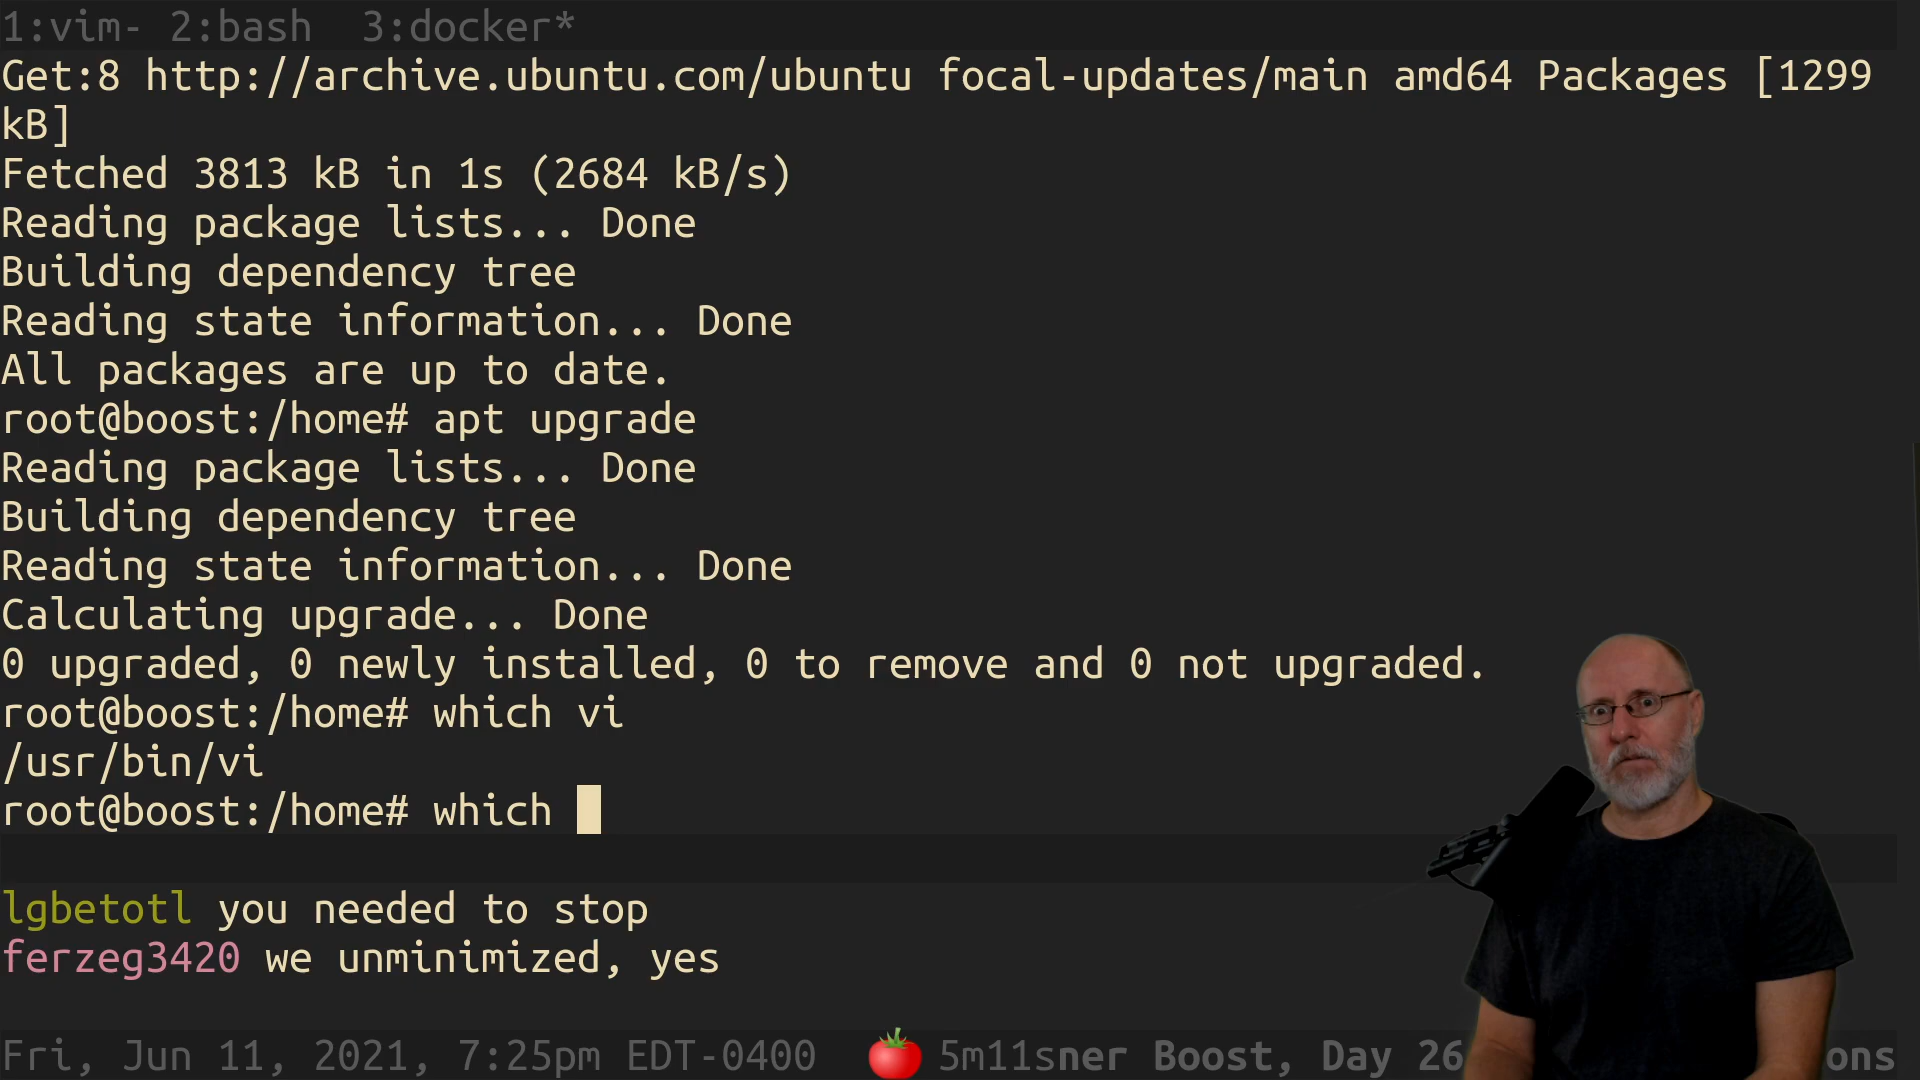 1:vim- 2:bash  3:docker*
Get:8 http://archive.ubuntu.com/ubuntu focal-updates/main amd64 Packages [1299
kB]
Fetched 3813 kB in 1s (2684 kB/s)
Reading package lists... Done
Building dependency tree
Reading state information... Done
All packages are up to date.
root@boost:/home# apt upgrade
Reading package lists... Done
Building dependency tree
Reading state information... Done
Calculating upgrade... Done
0 upgraded, 0 newly installed, 0 to remove and 0 not upgraded.
root@boost:/home# which vi
/usr/bin/vi
root@boost:/home# which
lgbetotl you needed to stop
ferzeg3420 we unminimized, yes
Fri, Jun 11, 2021, 7:25pm EDT-0400 🍅 5m11sner Boost, Day 26 ons